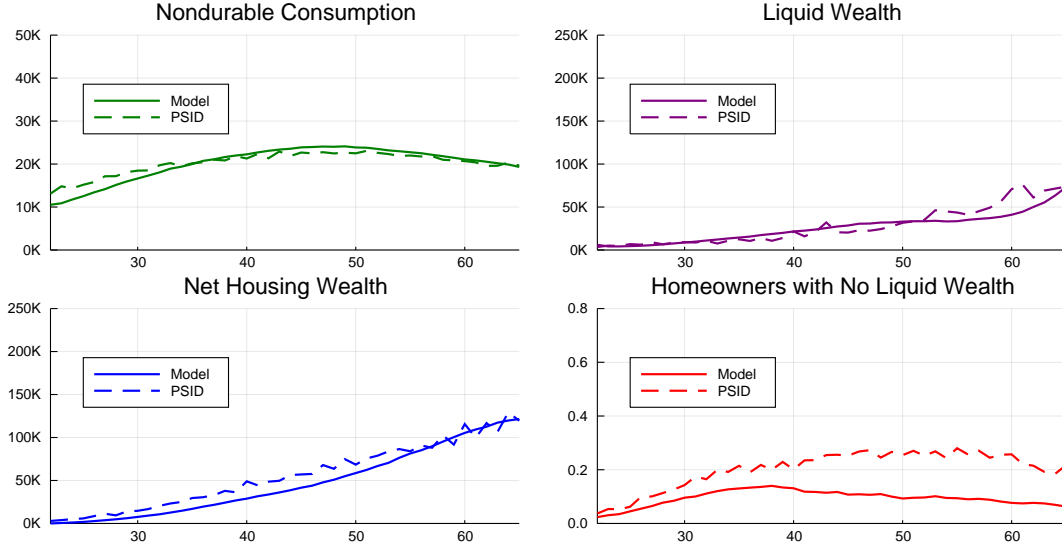 Nondurable Consumption
50K
40K
30K
20K
10K
0K
Model
PSID
30
40
50
60
Liquid Wealth
250K
200K
150K
100K
50K
0K
Model
PSID
30
40
50
60
Net Housing Wealth
250K
200K
150K
100K
50K
0K
Model
PSID
30
40
50
60
Homeowners with No Liquid Wealth
0.8
0.6
0.4
0.2
0.0
Model
PSID
30
40
50
60